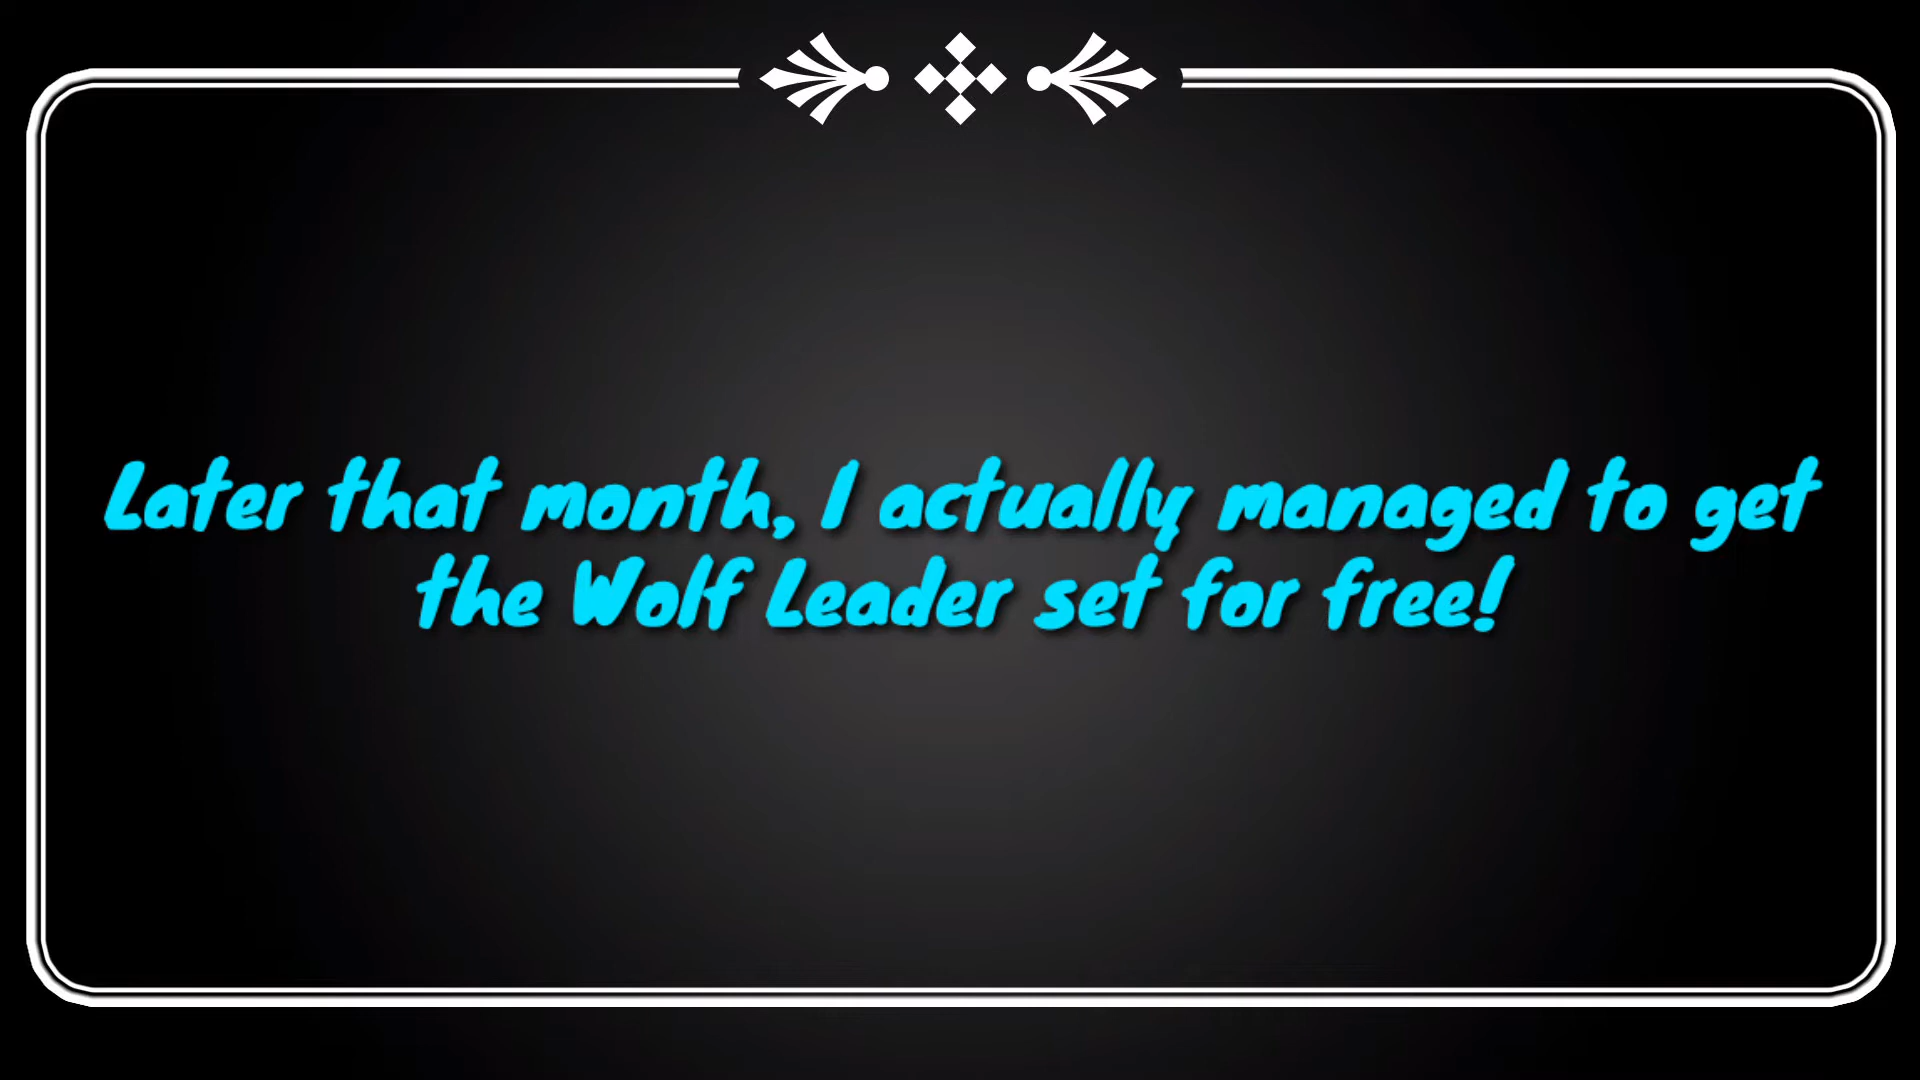 Later that month, I actually managed to get
the Wolf Leader set for free!